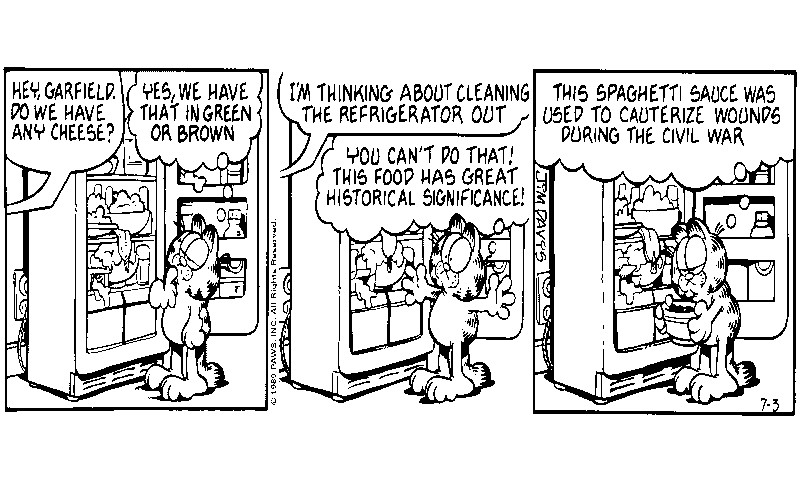 HEY, GARFIELD.
DO WE HAVE
ANY CHEESE?
YES, WE HAVE
THAT IN GREEN
OR BROWN
© 1989 PAWS, INC. All Rights Reserved.
I'M THINKING ABOUT CLEANING
THE REFRIGERATOR OUT
YOU CAN'T DO THAT!
THIS FOOD HAS GREAT
HISTORICAL SIGNIFICANCE!
THIS SPAGHETTI SAUCE WAS
USED TO CAUTERIZE WOUNDS
DURING THE CIVIL WAR
JIM DAVIS
7-3